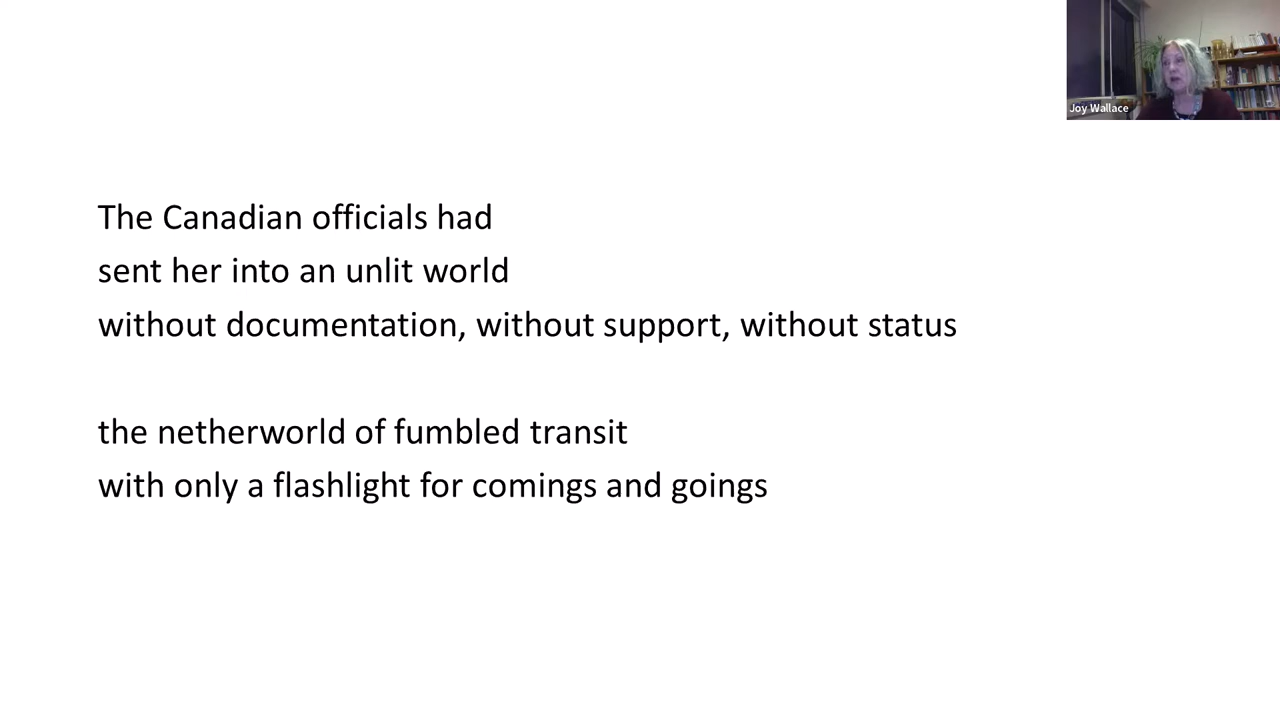 Joy Wallace
The Canadian officials had
sent her into an unlit world
without documentation, without support, without status
the netherworld of fumbled transit
with only a flashlight for comings and goings